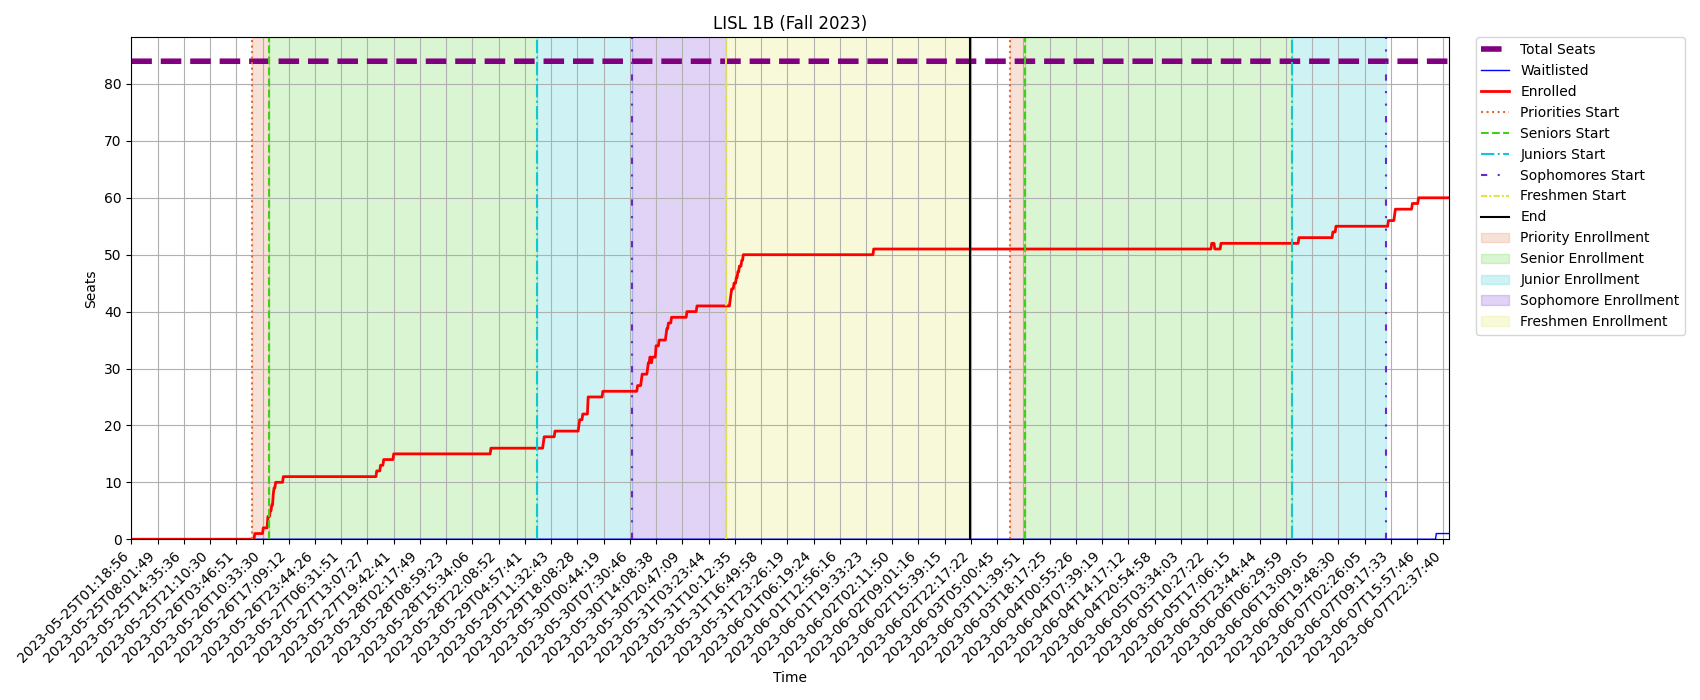 LISL 1B (Fall 2023)
Seats
80
70
60
50
40
30
20
10
0
2023-05-25T01:18:56
2023-05-25T08:01:49
2023-05-25T14:35:36
2023-05-25T21:10:30
2023-05-26T03:46:51
2023-05-26T10:33:30
2023-05-26T17:09:12
2023-05-26T23:44:26
2023-05-27T06:31:51
2023-05-27T13:07:27
2023-05-27T19:42:41
2023-05-28T02:17:49
2023-05-28T08:59:23
2023-05-28T15:34:06
2023-05-28T22:08:52
2023-05-29T04:57:41
2023-05-29T11:32:43
2023-05-29T18:08:28
2023-05-30T00:44:19
2023-05-30T07:30:46
2023-05-30T14:08:38
2023-05-30T20:47:09
2023-05-31T03:23:44
2023-05-31T10:12:35
2023-05-31T16:49:58
2023-05-31T23:26:19
2023-06-01T06:19:24
2023-06-01T12:56:16
2023-06-01T19:33:23
2023-06-02T02:11:50
2023-06-02T09:01:16
2023-06-02T15:39:15
2023-06-02T22:17:22
2023-06-03T05:00:45
2023-06-03T11:39:51
2023-06-03T18:17:25
2023-06-04T00:55:26
2023-06-04T07:39:19
2023-06-04T14:17:12
2023-06-04T20:54:58
2023-06-05T03:34:03
2023-06-05T10:27:22
2023-06-05T17:06:15
2023-06-05T23:44:44
2023-06-06T06:29:59
2023-06-06T13:09:05
2023-06-06T19:48:30
2023-06-07T02:26:05
2023-06-07T09:17:33
2023-06-07T15:57:46
2023-06-07T22:37:40
Time
Total Seats
Waitlisted
Enrolled
Priorities Start
Seniors Start
Juniors Start
Sophomores Start
Freshmen Start
End
Priority Enrollment
Senior Enrollment
Junior Enrollment
Sophomore Enrollment
Freshmen Enrollment